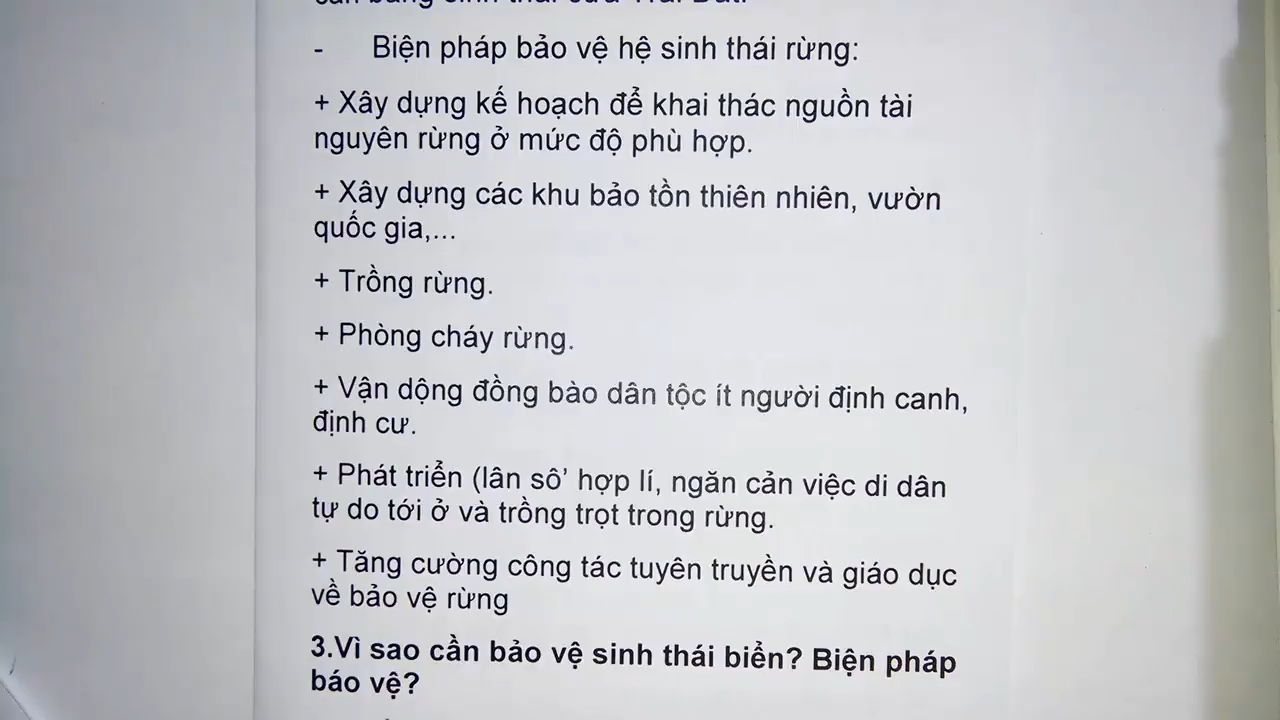 - Biện pháp bảo vệ hệ sinh thái rừng:
+ Xây dựng kế hoạch để khai thác nguồn tài
nguyên rừng ở mức độ phù hợp.
+ Xây dựng các khu bảo tồn thiên nhiên, vườn
quốc gia,...
+ Trồng rừng.
+ Phòng cháy rừng.
+ Vận dộng đồng bào dân tộc ít người định canh,
định cư.
+ Phát triển (lân sô’ hợp lí, ngăn cản việc di dân
tự do tới ở và trồng trọt trong rừng.
+ Tăng cường công tác tuyên truyền và giáo dục
về bảo vệ rừng
3.Vì sao cần bảo vệ sinh thái biển? Biện pháp
báo vệ?